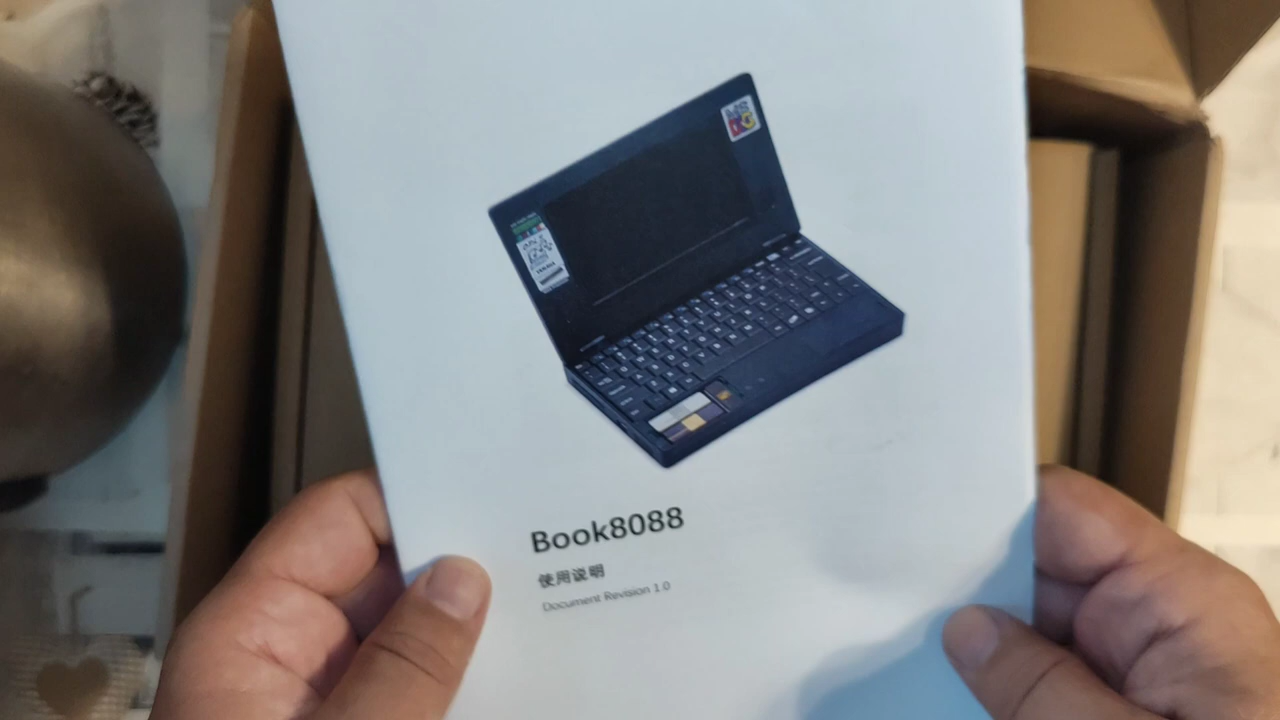 Book8088
使用说明
Document Revision 1.0